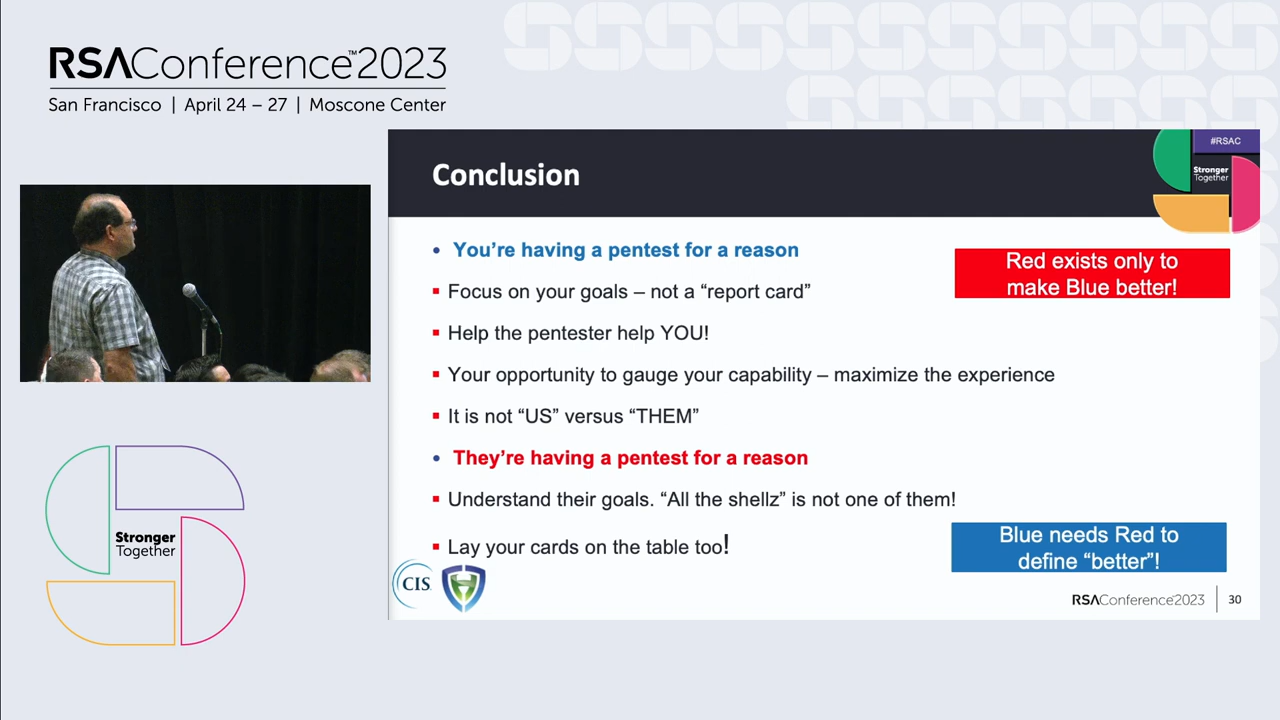 RSAConference™2023
San Francisco | April 24 – 27 | Moscone Center
#RSAC
Stronger
Together
Conclusion
• You’re having a pentest for a reason
▪ Focus on your goals – not a “report card”
▪ Help the pentester help YOU!
▪ Your opportunity to gauge your capability – maximize the experience
▪ It is not “US” versus “THEM”
• They’re having a pentest for a reason
▪ Understand their goals. “All the shellz” is not one of them!
▪ Lay your cards on the table too!
Red exists only to
make Blue better!
Blue needs Red to
define “better”!
CIS.
RSAConference2023 | 30
Stronger
Together